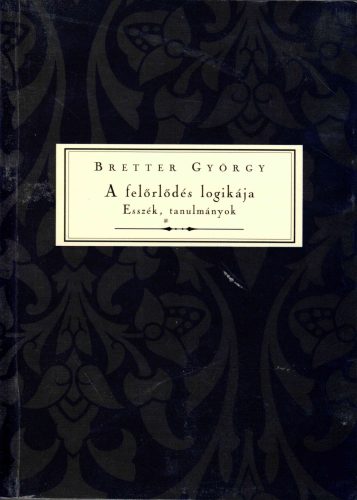 BRETTER GYÖRGY
A felőrlődés logikája
Esszék, tanulmányok